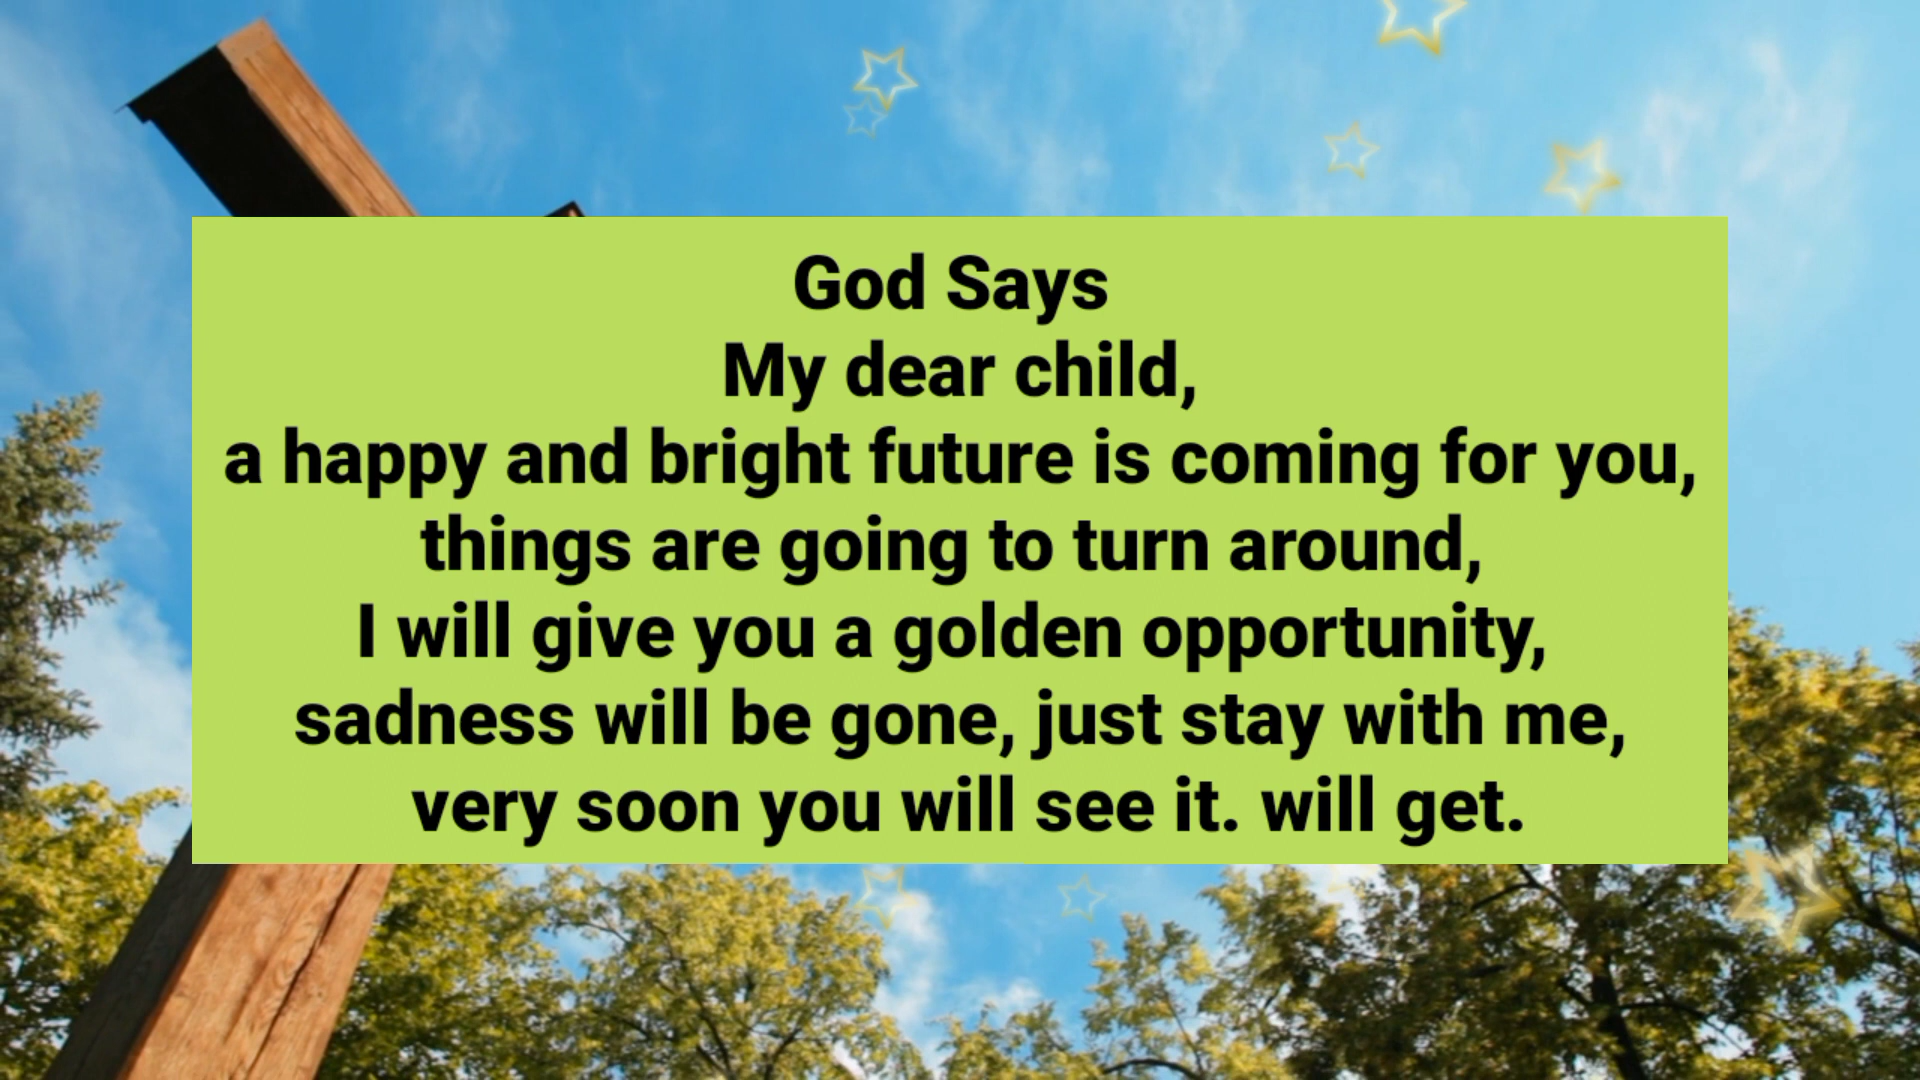 God Says
My dear child,
a happy and bright future is coming for you,
things are going to turn around,
I will give you a golden opportunity,
sadness will be gone, just stay with me,
very soon you will see it. will get.